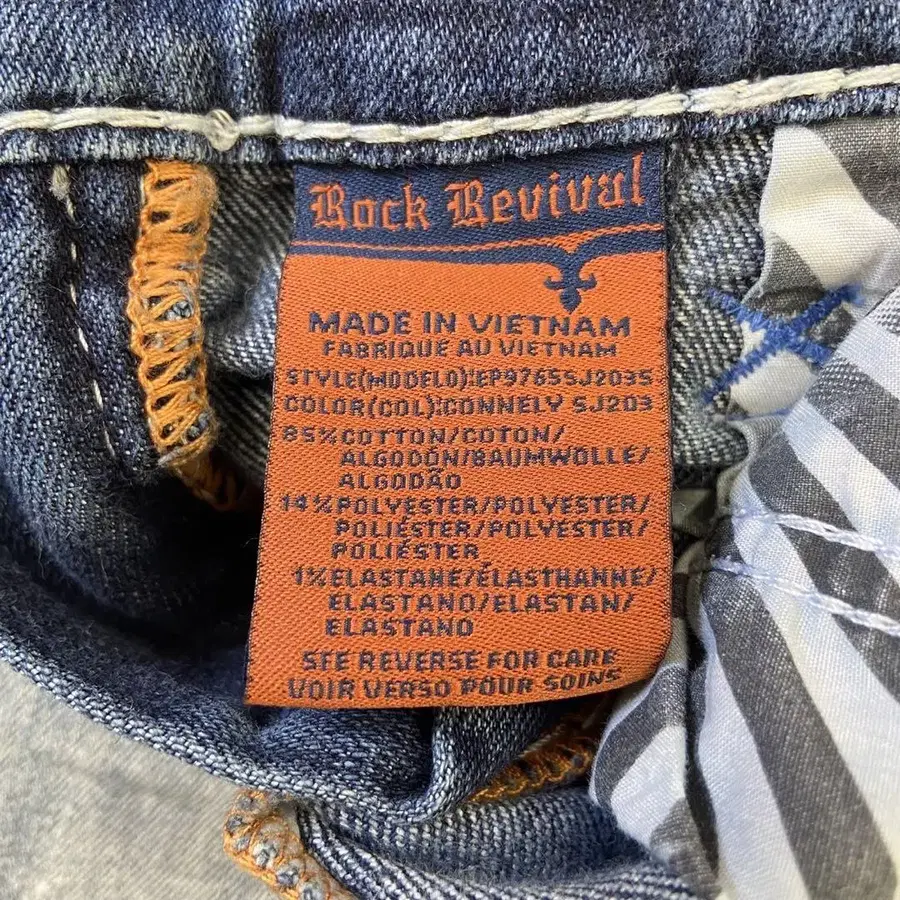 Rock Revival
MADE IN VIETNAM
FABRIQUE AU VIETNAM
STYLE(MODELO):EP9765SJ203S
COLOR(COL):CONNELY SJ203
85%COTTON/COTON/
ALGODÓN/BAUMWOLLE/
ALGODÃO
14%POLYESTER/POLYESTER/
POLIÉSTER/POLYESTER/
POLIÉSTER
1%ELASTANE/ÉLASTHANNE/
ELASTANO/ELASTAN/
ELASTANO
SEE REVERSE FOR CARE
VOIR VERSO POUR SOINS